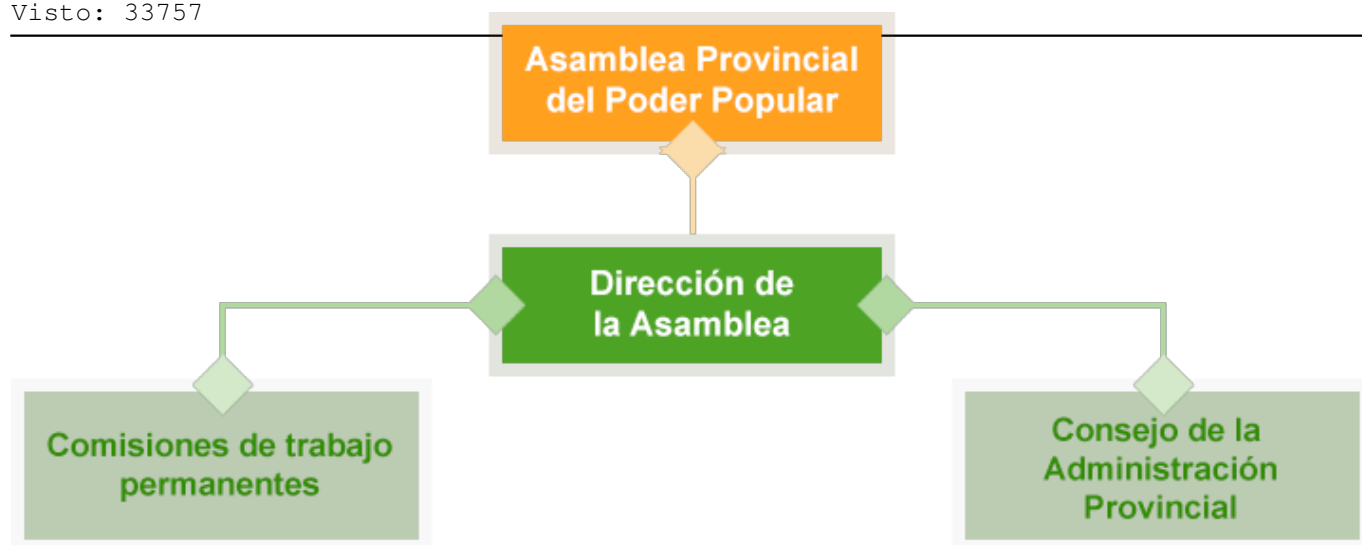 Visto: 33757
Asamblea Provincial
del Poder Popular
Dirección de
la Asamblea
Comisiones de trabajo
permanentes
Consejo de la
Administración
Provincial